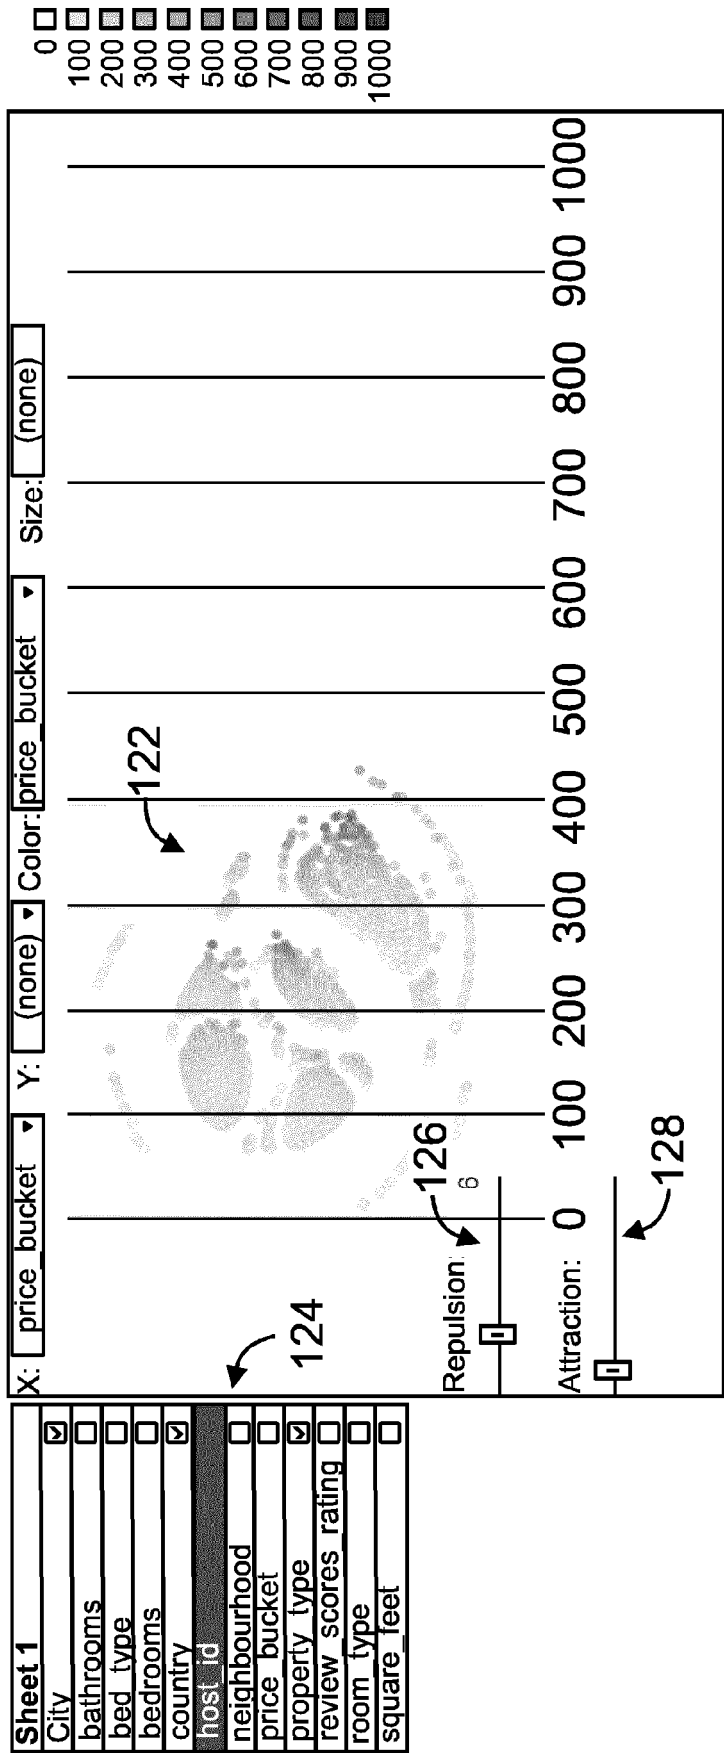 Sheet 1
City
bathrooms
bed_type
bedrooms
country
host_id
neighbourhood
price_bucket
property_type
review_scores_rating
room_type
square_feet
124
X: price_bucket Y: (none) Color: price_bucket Size: (none)
122
Repulsion: 6
126
Attraction:
128
0 100 200 300 400 500 600 700 800 900 1000
0
100
200
300
400
500
600
700
800
900
1000